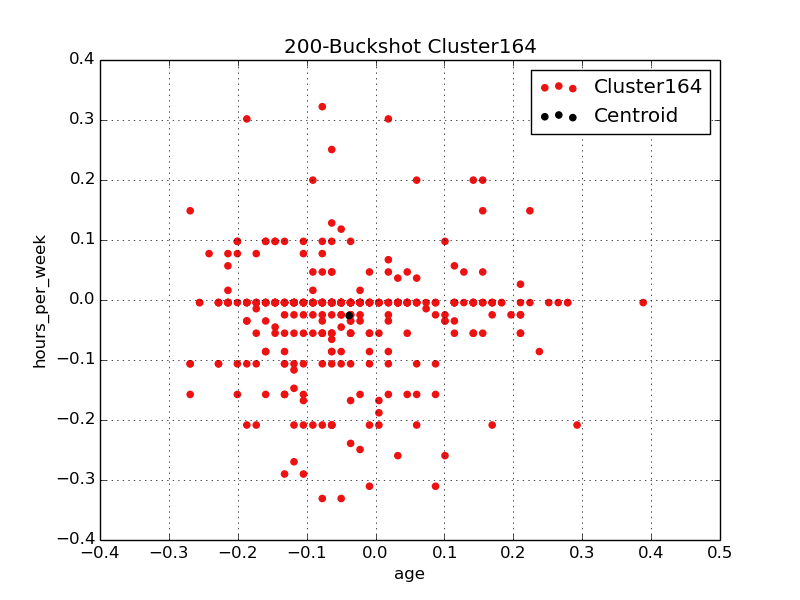 200-Buckshot Cluster164
Cluster164
Centroid
0.4
0.3
0.2
0.1
0.0
−0.1
−0.2
−0.3
−0.4
hours_per_week
−0.4 −0.3 −0.2 −0.1 0.0 0.1 0.2 0.3 0.4 0.5
age